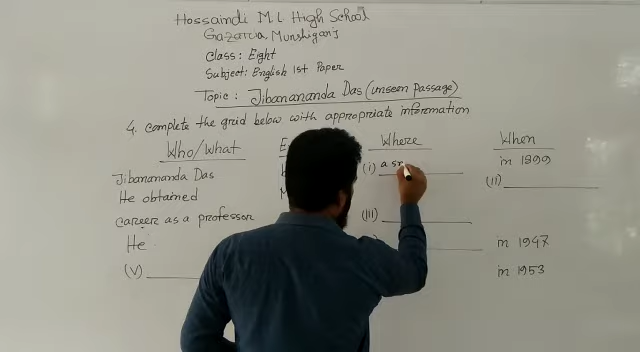 Hossaindi M.L High School
Gazaria Munshiganj
Class: Eight
Subject: English 1st Paper
Topic: Jibanananda Das (unseen passage)
4. complete the grid below with appropriate information
Who/What Where When
Jibanananda Das (i) a sm in 1899
He obtained (II)
career as a professor (III)
He in 1947
(V) in 1953